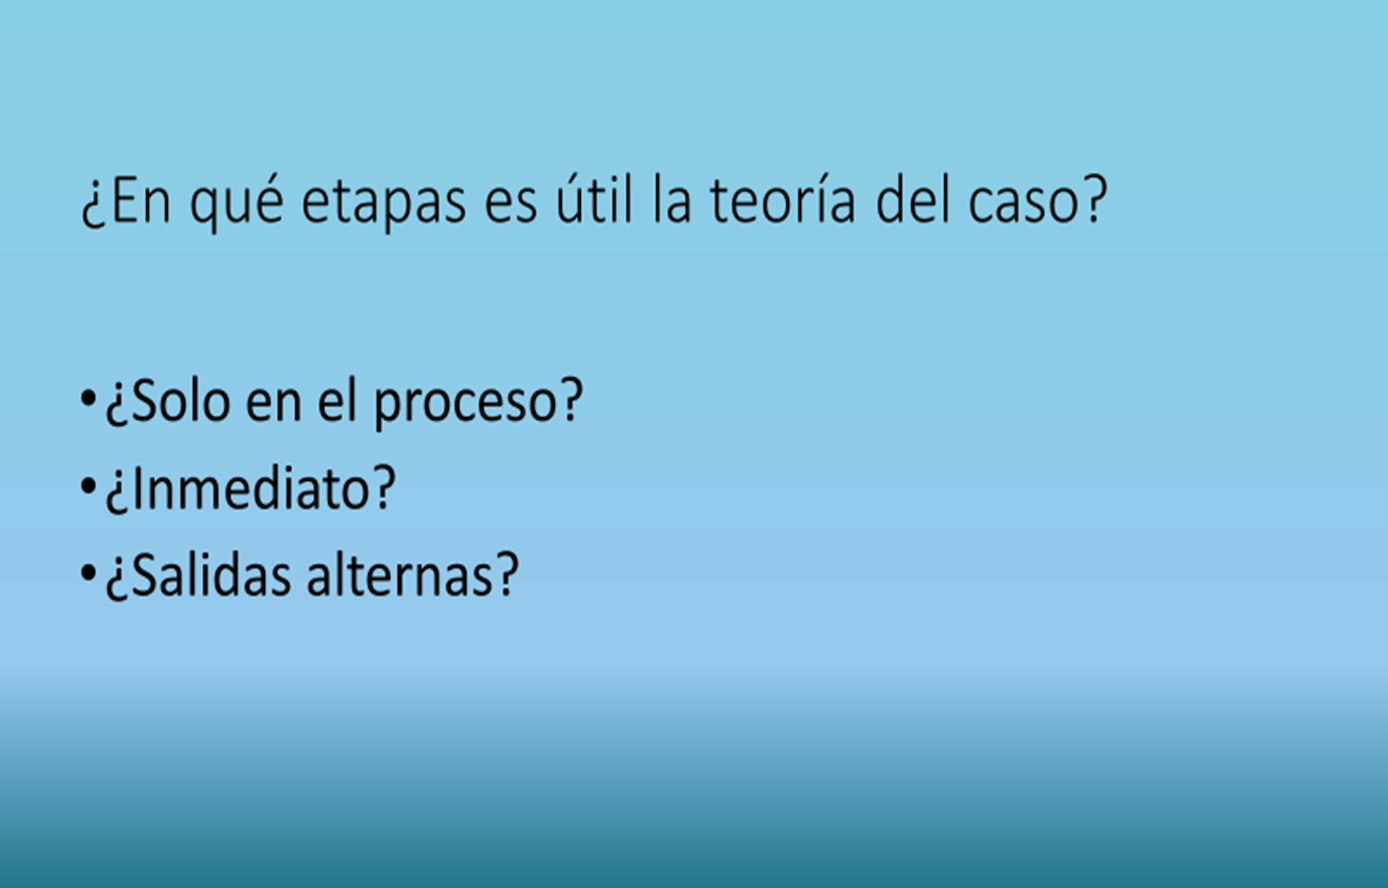 ¿En qué etapas es útil la teoría del caso?
•¿Solo en el proceso?
•¿Inmediato?
•¿Salidas alternas?